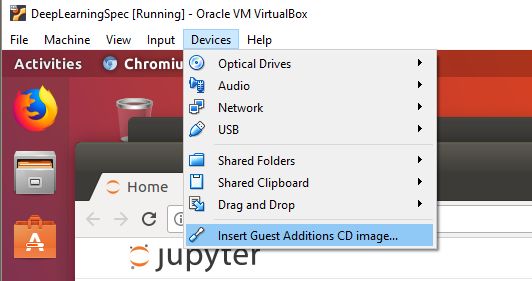 DeepLearningSpec [Running] - Oracle VM VirtualBox
File Machine View Input Devices Help
Activities Chromiu
Optical Drives
Audio
Network
USB
Shared Folders
Shared Clipboard
Drag and Drop
Insert Guest Additions CD image...
Home
jupyter